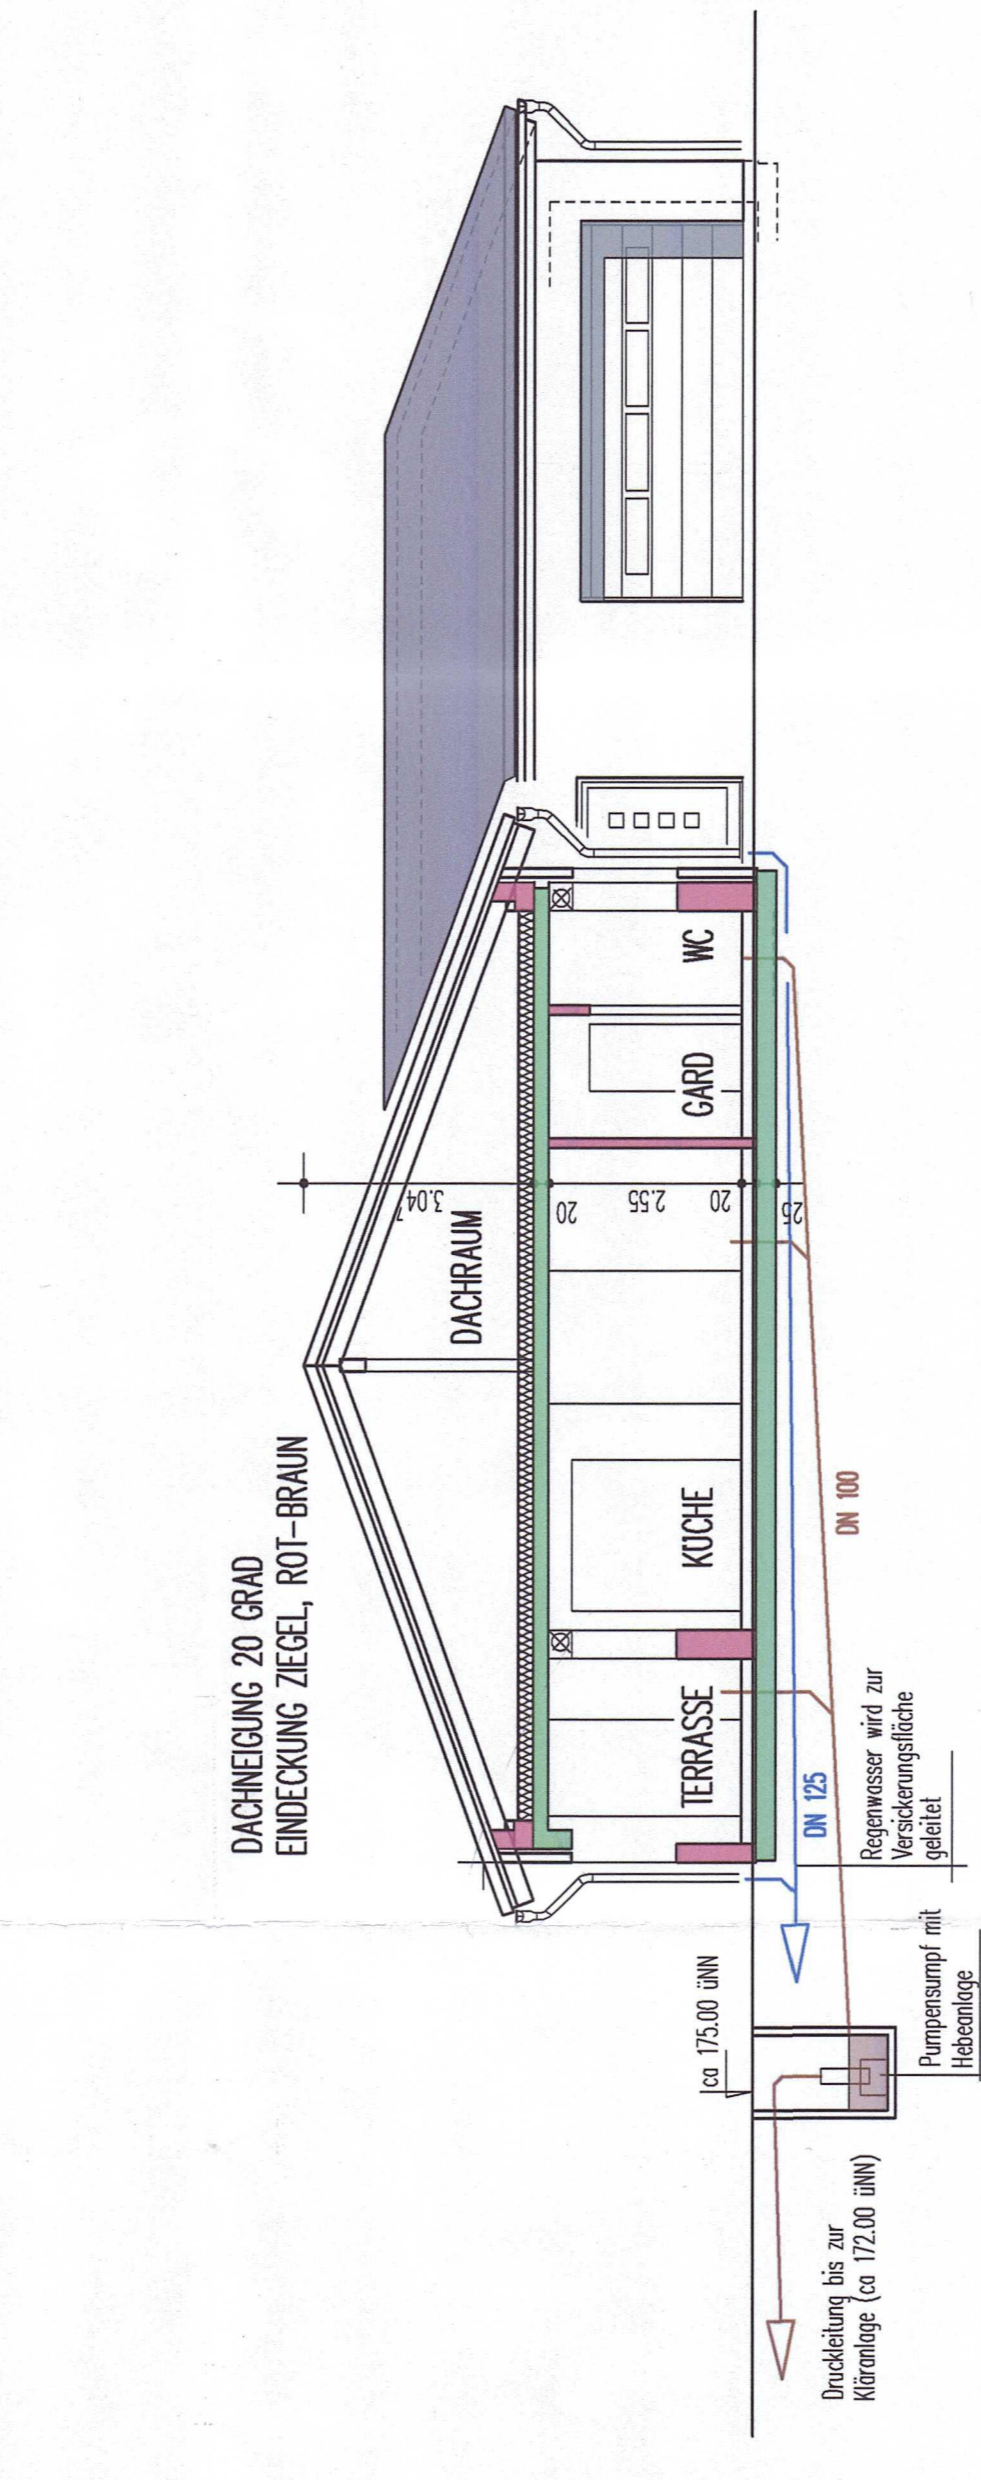 DACHNEIGUNG 20 GRAD
EINDECKUNG ZIEGEL, ROT-BRAUN
DACHRAUM
3.04⁷
20
2.55
20
25
TERRASSE
KÜCHE
GARD
WC
ca 175.00 üNN
DN 125
DN 100
Regenwasser wird zur
Versickerungsfläche
geleitet
Pumpensumpf mit
Hebeanlage
Druckleitung bis zur
Kläranlage (ca 172.00 üNN)